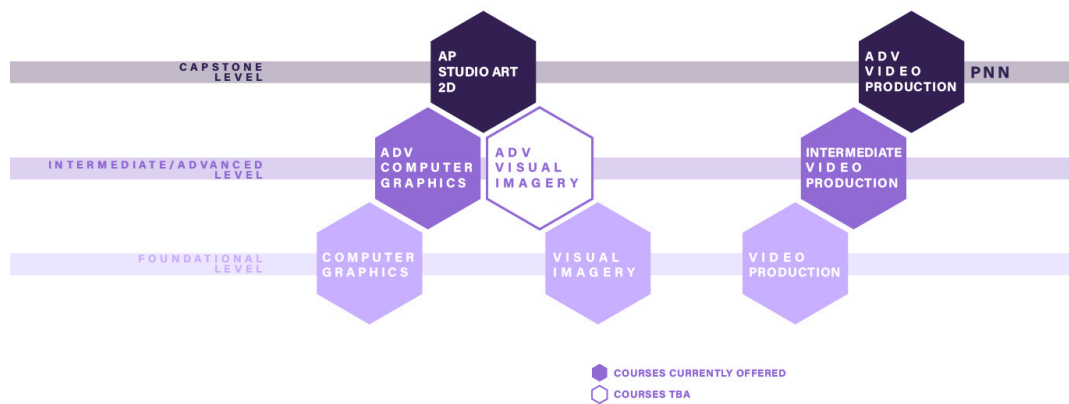 CAPSTONE
LEVEL
AP
STUDIO ART
2D
ADV
VIDEO
PRODUCTION
PNN
INTERMEDIATE/ADVANCED
LEVEL
ADV
COMPUTER
GRAPHICS
ADV
VISUAL
IMAGERY
INTERMEDIATE
VIDEO
PRODUCTION
FOUNDATIONAL
LEVEL
COMPUTER
GRAPHICS
VISUAL
IMAGERY
VIDEO
PRODUCTION
COURSES CURRENTLY OFFERED
COURSES TBA